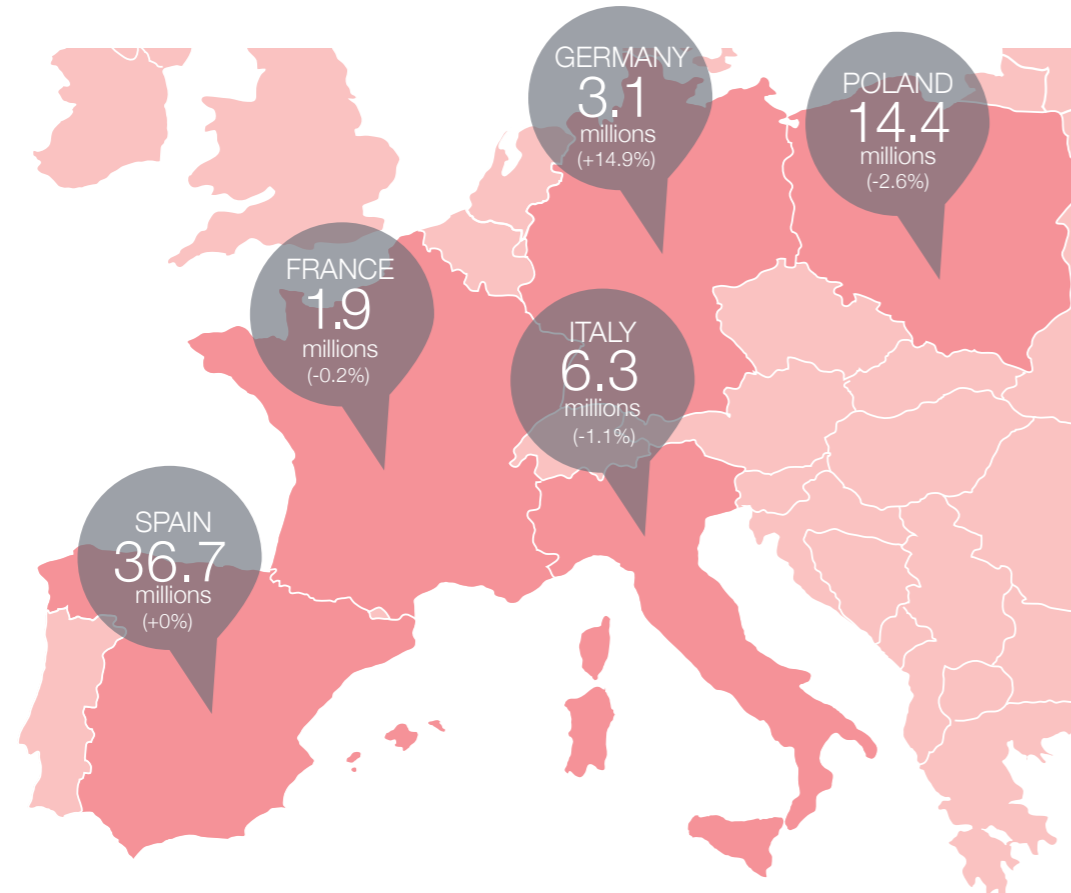 GERMANY
3.1
millions
(+14.9%)
POLAND
14.4
millions
(-2.6%)
FRANCE
1.9
millions
(-0.2%)
ITALY
6.3
millions
(-1.1%)
SPAIN
36.7
millions
(+0%)